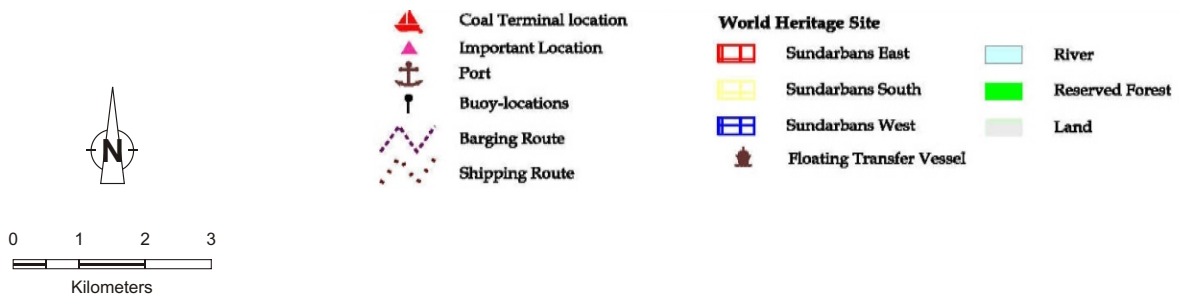 Coal Terminal location
Important Location
Port
Buoy-locations
Barging Route
Shipping Route
World Heritage Site
Sundarbans East
Sundarbans South
Sundarbans West
Floating Transfer Vessel
River
Reserved Forest
Land
N
0 1 2 3
Kilometers